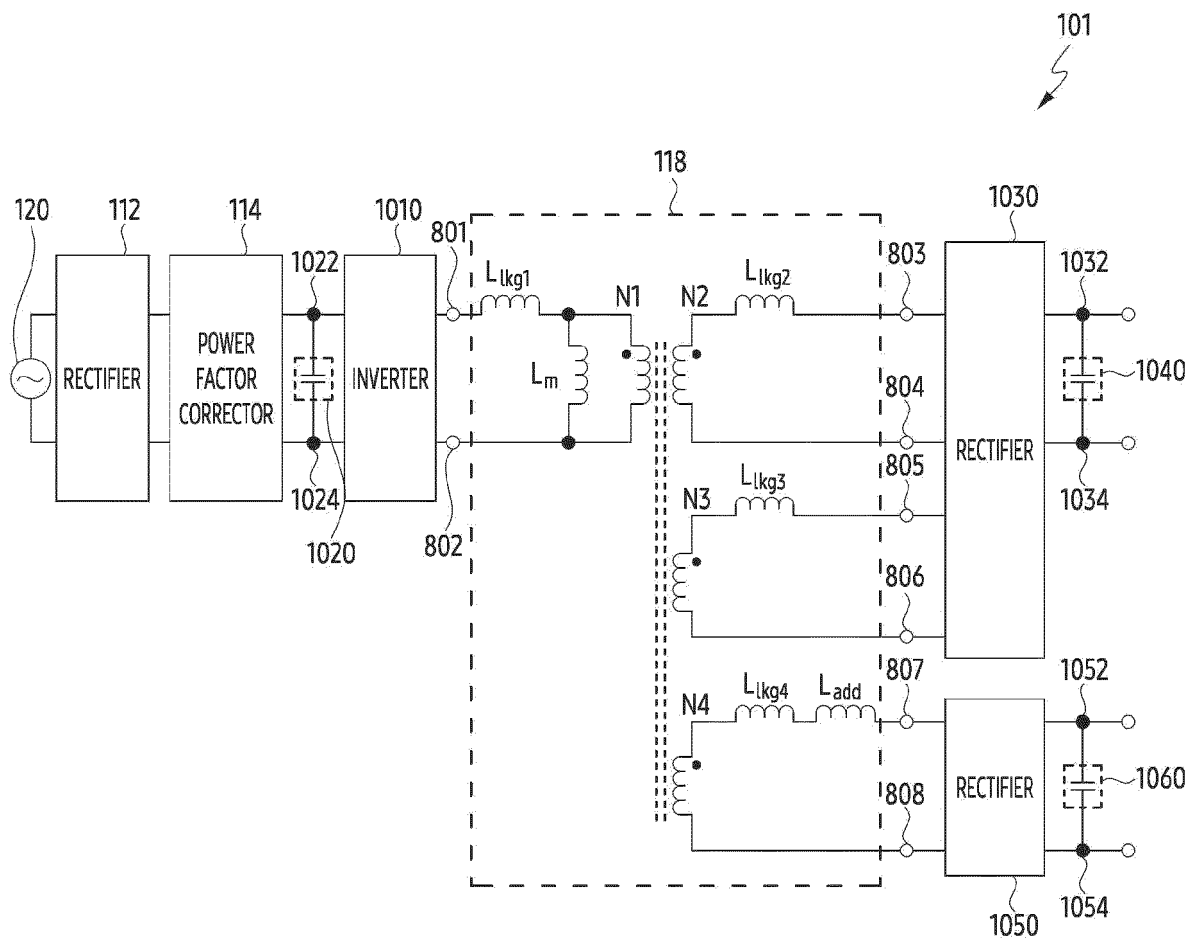 101
118
120
112
114
1010
801
803
1030
1032
1022
L_lkg1
N1
N2
L_lkg2
RECTIFIER
POWER
FACTOR
CORRECTOR
INVERTER
L_m
804
1040
RECTIFIER
1024
1020
802
N3
L_lkg3
805
1034
806
N4
L_lkg4
L_add
807
1052
RECTIFIER
808
1060
1050
1054